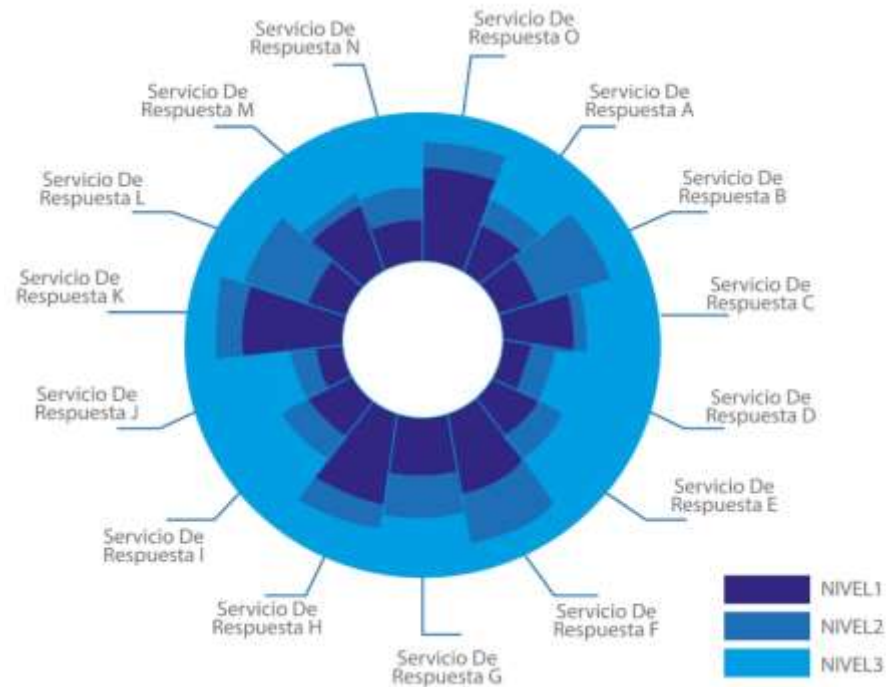 Servicio De
Respuesta N
Servicio De
Respuesta O
Servicio De
Respuesta M
Servicio De
Respuesta A
Servicio De
Respuesta L
Servicio De
Respuesta B
Servicio De
Respuesta K
Servicio De
Respuesta C
Servicio De
Respuesta J
Servicio De
Respuesta D
Servicio De
Respuesta I
Servicio De
Respuesta E
Servicio De
Respuesta H
Servicio De
Respuesta F
Servicio De
Respuesta G
NIVEL1
NIVEL2
NIVEL3